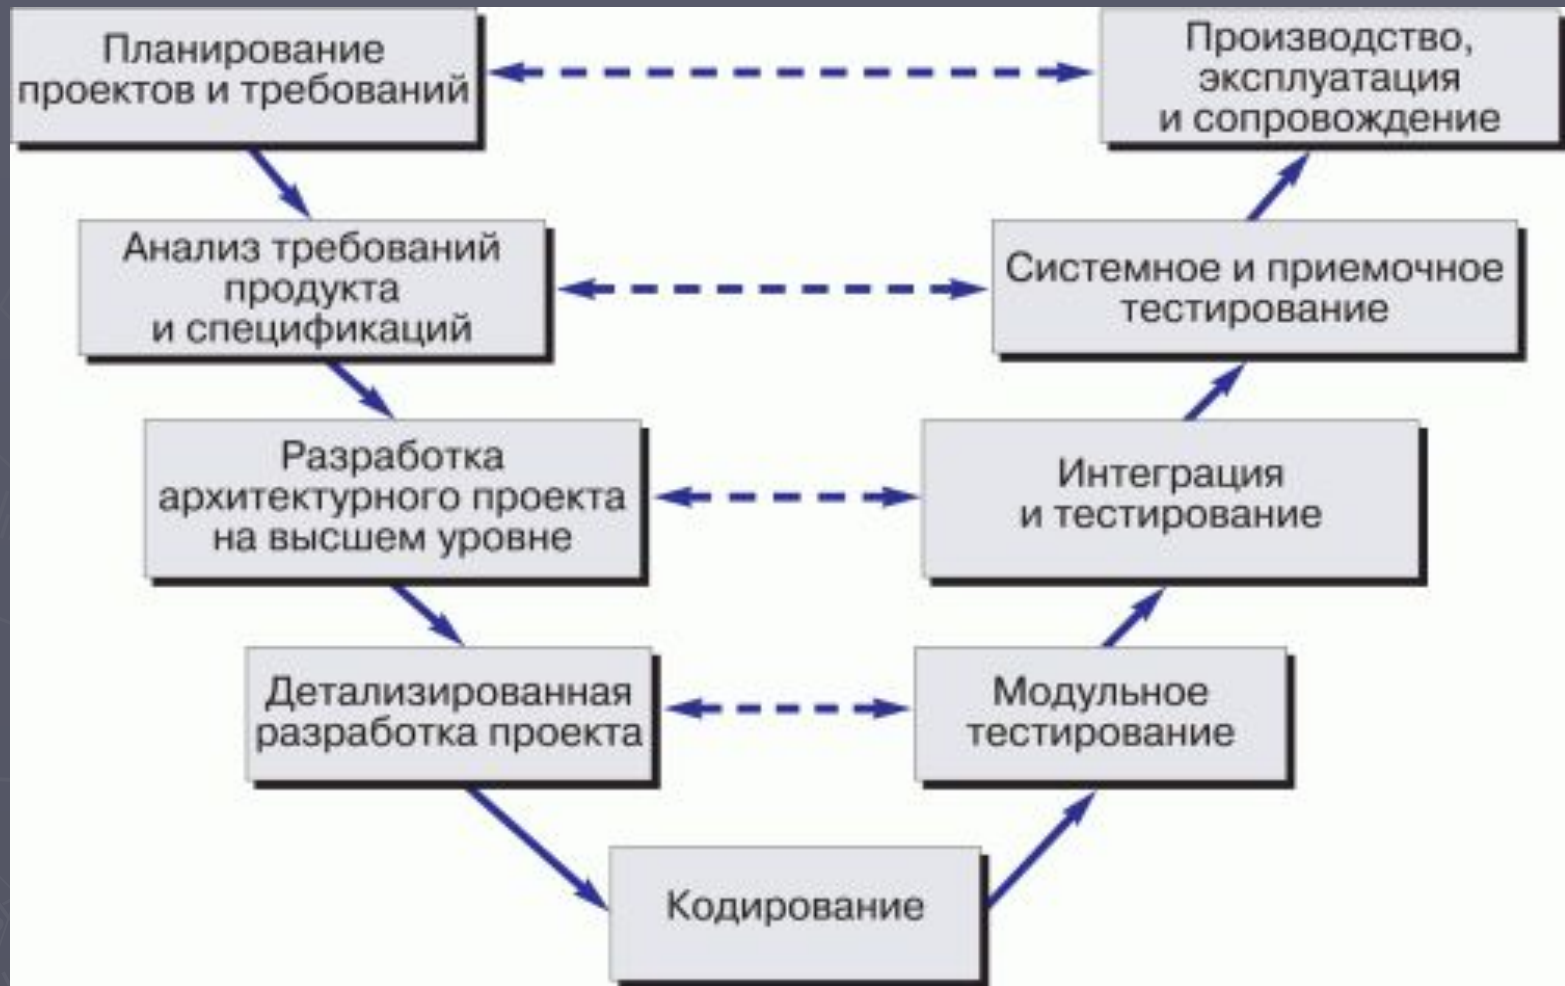 Планирование
проектов и требований
Производство,
эксплуатация
и сопровождение
Анализ требований
продукта
и спецификаций
Системное и приемочное
тестирование
Разработка
архитектурного проекта
на высшем уровне
Интеграция
и тестирование
Детализированная
разработка проекта
Модульное
тестирование
Кодирование